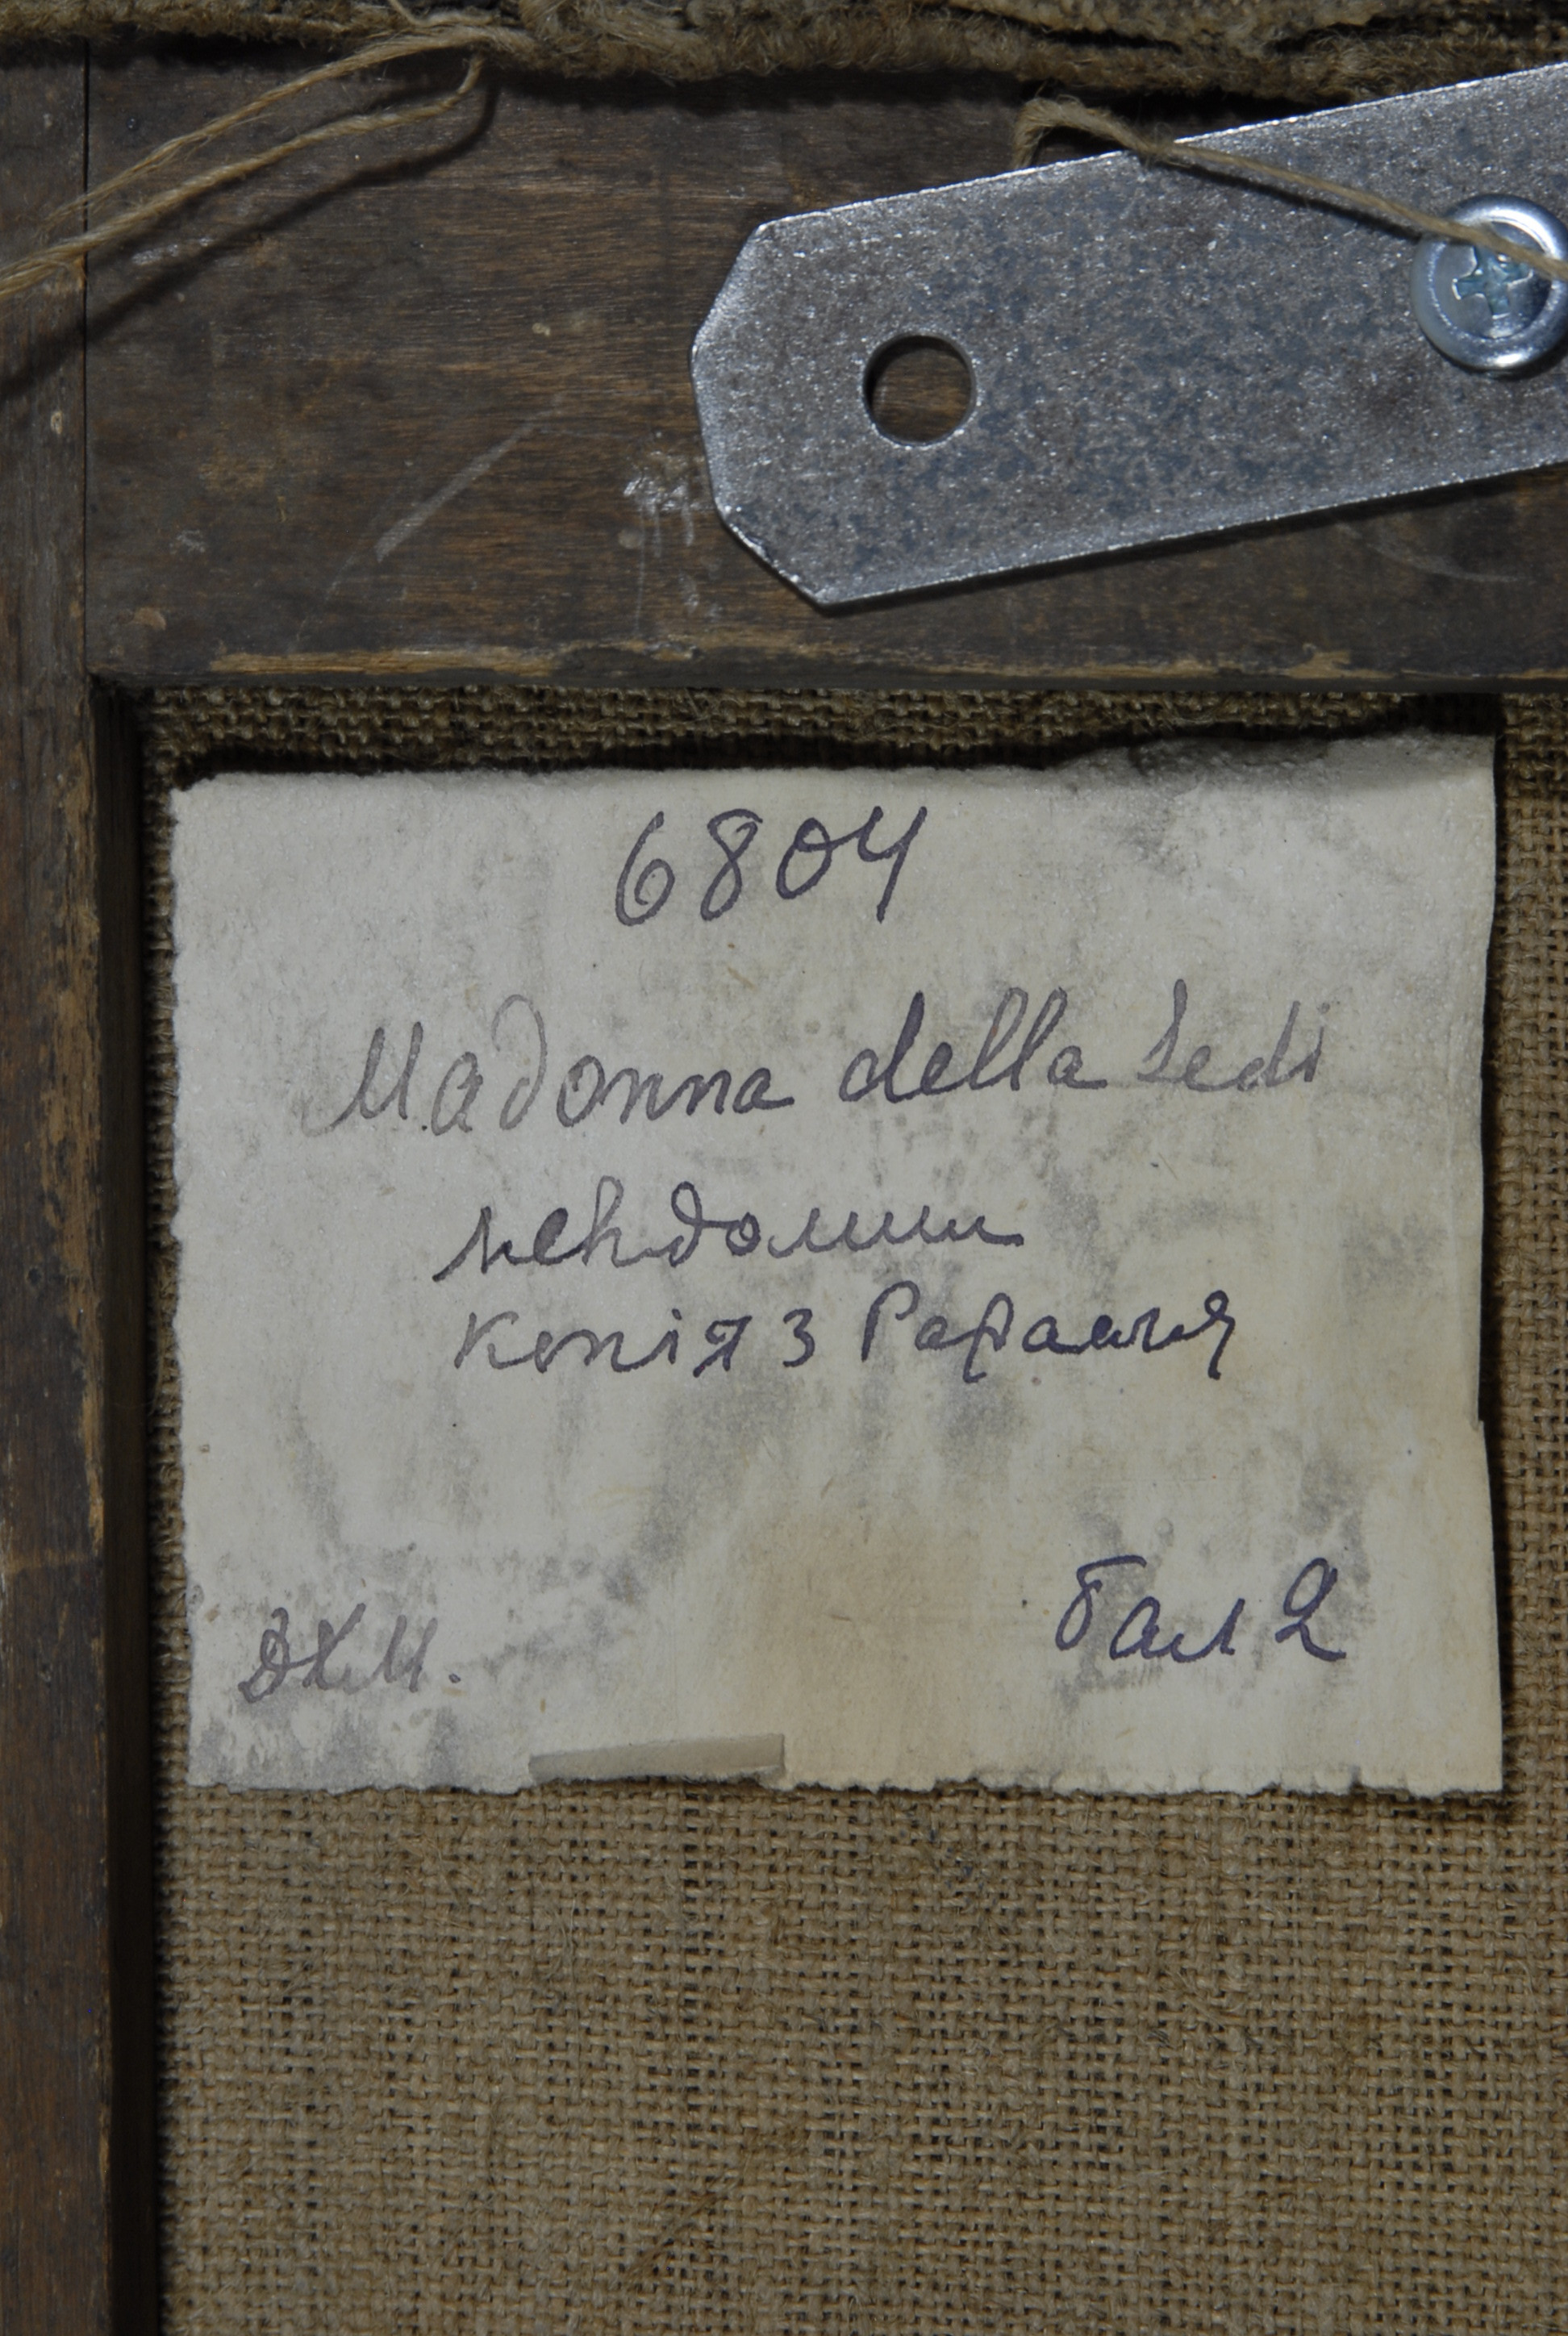 6804
Madonna della Sedi
невідомий
копія з Рафаеля
ДХМ.
бал 2